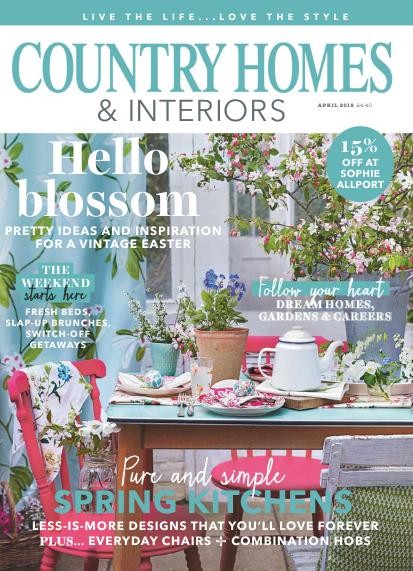 LIVE THE LIFE...LOVE THE STYLE
COUNTRY HOMES
& INTERIORS
APRIL 2018 £4.40
Hello
blossom
PRETTY IDEAS AND INSPIRATION
FOR A VINTAGE EASTER
15%
OFF AT
SOPHIE
ALLPORT
THE
WEEKEND
starts here
FRESH BEDS,
SLAP-UP BRUNCHES,
SWITCH-OFF
GETAWAYS
Follow your heart
DREAM HOMES,
GARDENS & CAREERS
Pure and simple
SPRING KITCHENS
LESS-IS-MORE DESIGNS THAT YOU'LL LOVE FOREVER
PLUS... EVERYDAY CHAIRS + COMBINATION HOBS